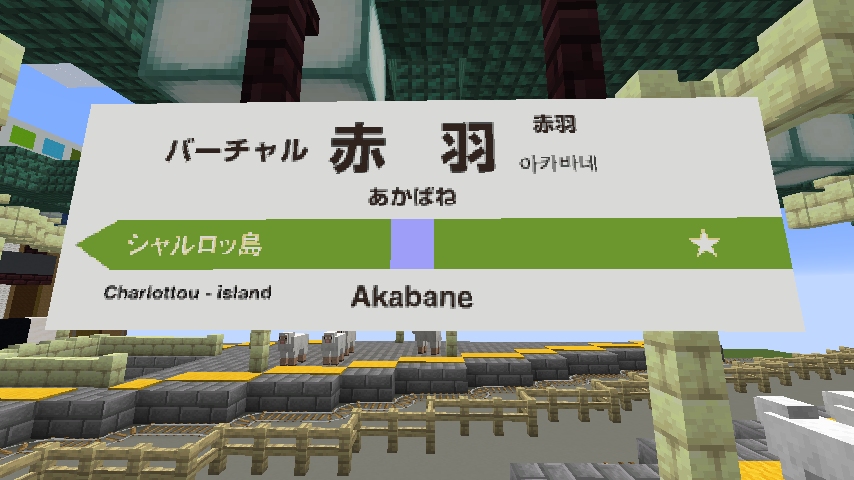 バーチャル 赤 羽
赤羽
아카바네
あかばね
シャルロッ島
★
Charlottou - island
Akabane